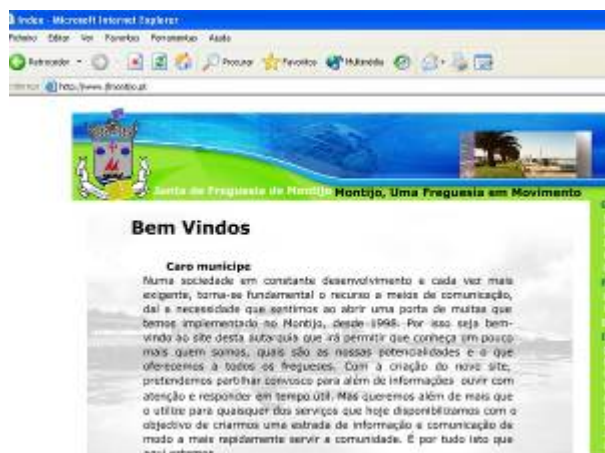 Index - Microsoft Internet Explorer
Ficheiro Editar Ver Favoritos Ferramentas Ajuda
Retroceder Procurar Favoritos Multimédia
http://www.jfmontijo.pt
Junta de Freguesia de Montijo Montijo, Uma Freguesia em Movimento
Bem Vindos
Caro munícipe
Numa sociedade em constante desenvolvimento e cada vez mais
exigente, torna-se fundamental o recurso a meios de comunicação,
daí a necessidade que sentimos ao abrir uma porta de muitas que
temos implementado no Montijo, desde 1998. Por isso seja bem-
vindo ao site desta autarquia que irá permitir que conheça um pouco
mais quem somos, quais são as nossas potencialidades e o que
oferecemos a todos os fregueses. Com a criação do novo site,
pretendemos partilhar convosco para além de informações ouvir com
atenção e responder em tempo útil. Mas queremos além de mais que
o utilize para quaisquer dos serviços que hoje disponibilizamos com o
objectivo de criarmos uma estrada de informação e comunicação de
modo a mais rapidamente servir a comunidade. É por tudo isto que
aqui estamos